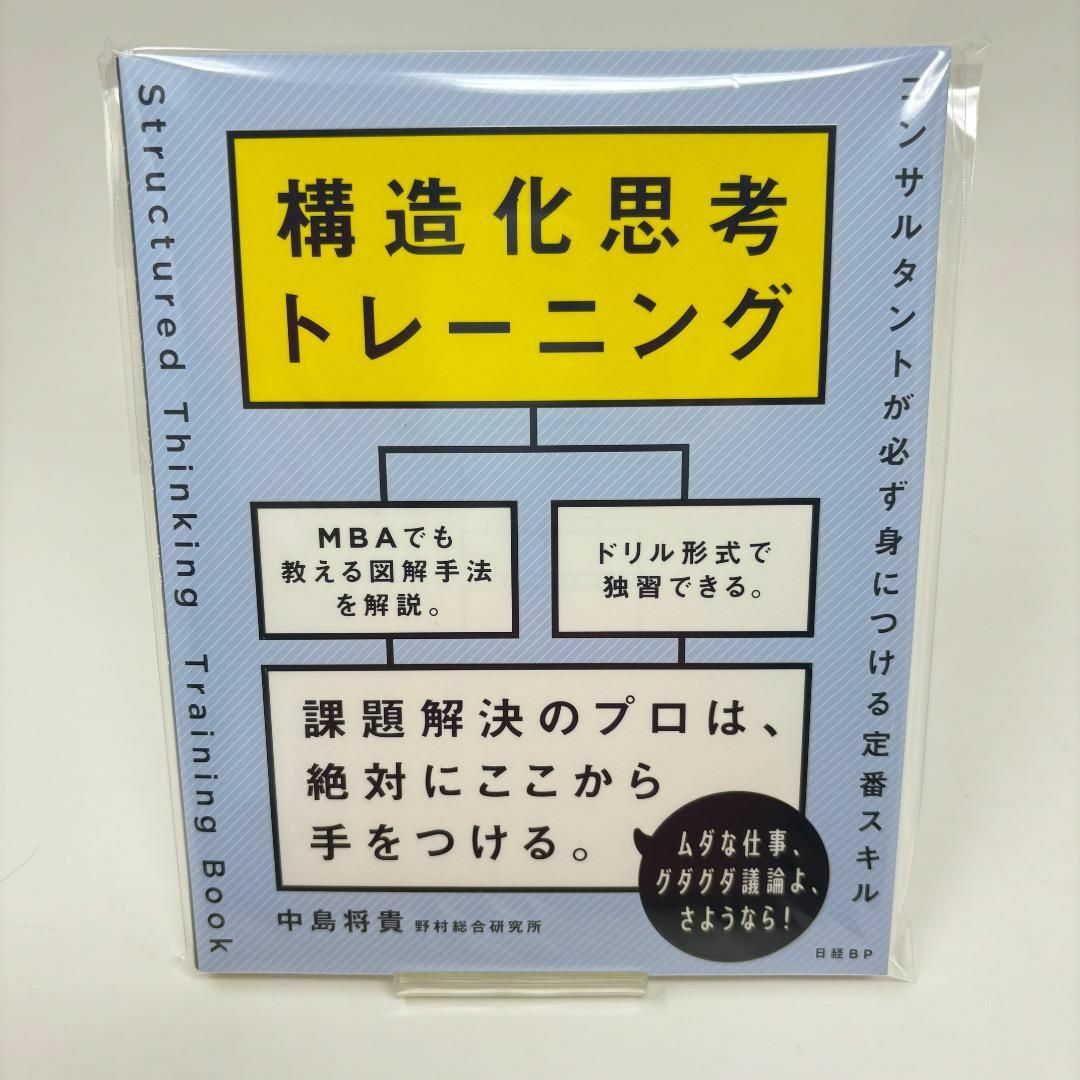 コンサルタントが必ず身につける定番スキル
Structured Thinking Training Book
構造化思考
トレーニング
MBAでも
教える図解手法
を解説。
ドリル形式で
独習できる。
課題解決のプロは、
絶対にここから
手をつける。
ムダな仕事、
グダグダ議論よ、
さようなら!
中島将貴 野村総合研究所
日経BP